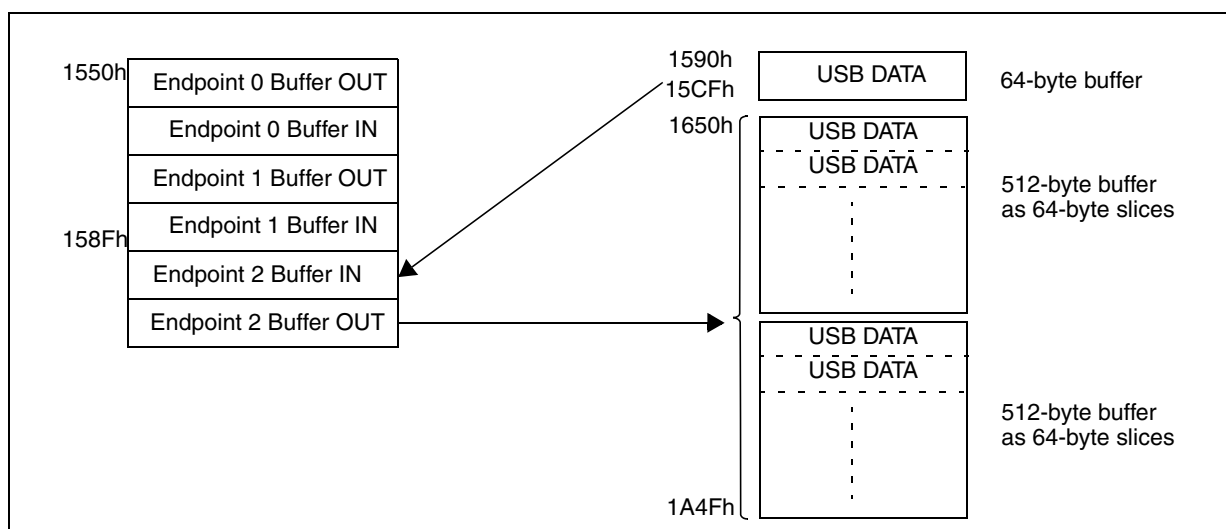 1550h
Endpoint 0 Buffer OUT
Endpoint 0 Buffer IN
Endpoint 1 Buffer OUT
158Fh
Endpoint 1 Buffer IN
Endpoint 2 Buffer IN
Endpoint 2 Buffer OUT
1590h
15CFh
USB DATA
64-byte buffer
1650h
USB DATA
USB DATA
512-byte buffer
as 64-byte slices
USB DATA
USB DATA
512-byte buffer
as 64-byte slices
1A4Fh